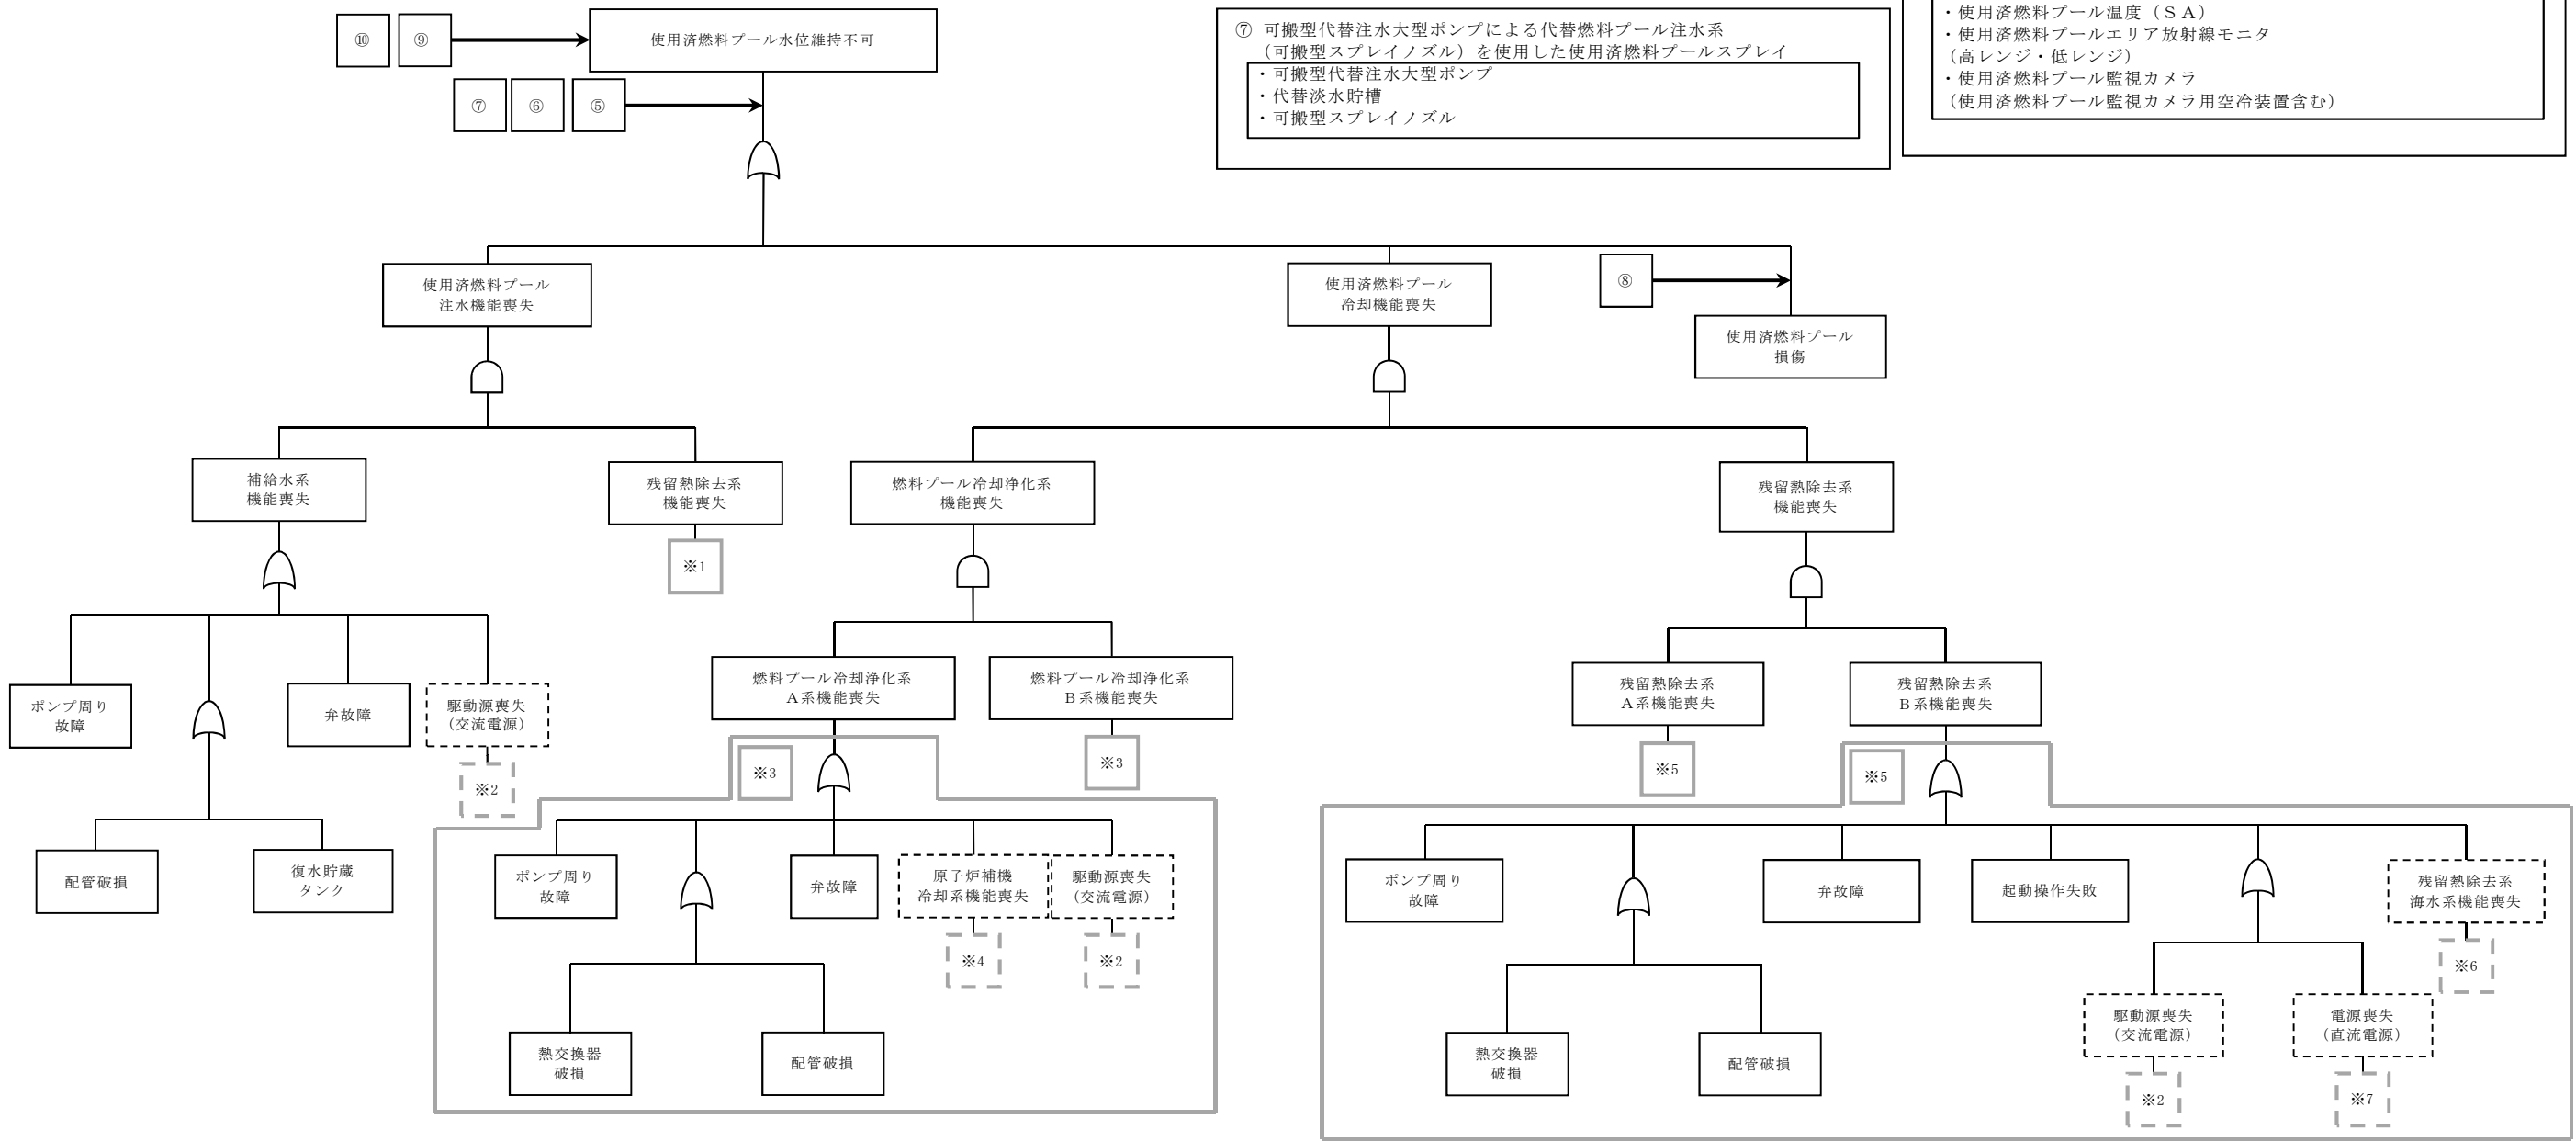 ⑩
⑨
使用済燃料プール水位維持不可
⑦
⑥
⑤
⑦ 可搬型代替注水大型ポンプによる代替燃料プール注水系
（可搬型スプレイノズル）を使用した使用済燃料プールスプレイ
・可搬型代替注水大型ポンプ
・代替淡水貯槽
・可搬型スプレイノズル
・使用済燃料プール温度（ＳＡ）
・使用済燃料プールエリア放射線モニタ
（高レンジ・低レンジ）
・使用済燃料プール監視カメラ
（使用済燃料プール監視カメラ用空冷装置含む）
使用済燃料プール
注水機能喪失
使用済燃料プール
冷却機能喪失
⑧
使用済燃料プール
損傷
補給水系
機能喪失
残留熱除去系
機能喪失
※1
燃料プール冷却浄化系
機能喪失
残留熱除去系
機能喪失
ポンプ周り
故障
弁故障
駆動源喪失
（交流電源）
※2
配管破損
復水貯蔵
タンク
燃料プール冷却浄化系
Ａ系機能喪失
燃料プール冷却浄化系
Ｂ系機能喪失
※3
※3
ポンプ周り
故障
弁故障
原子炉補機
冷却系機能喪失
駆動源喪失
（交流電源）
※4
※2
熱交換器
破損
配管破損
残留熱除去系
Ａ系機能喪失
残留熱除去系
Ｂ系機能喪失
※5
※5
ポンプ周り
故障
弁故障
起動操作失敗
残留熱除去系
海水系機能喪失
※6
熱交換器
破損
配管破損
駆動源喪失
（交流電源）
電源喪失
（直流電源）
※2
※7